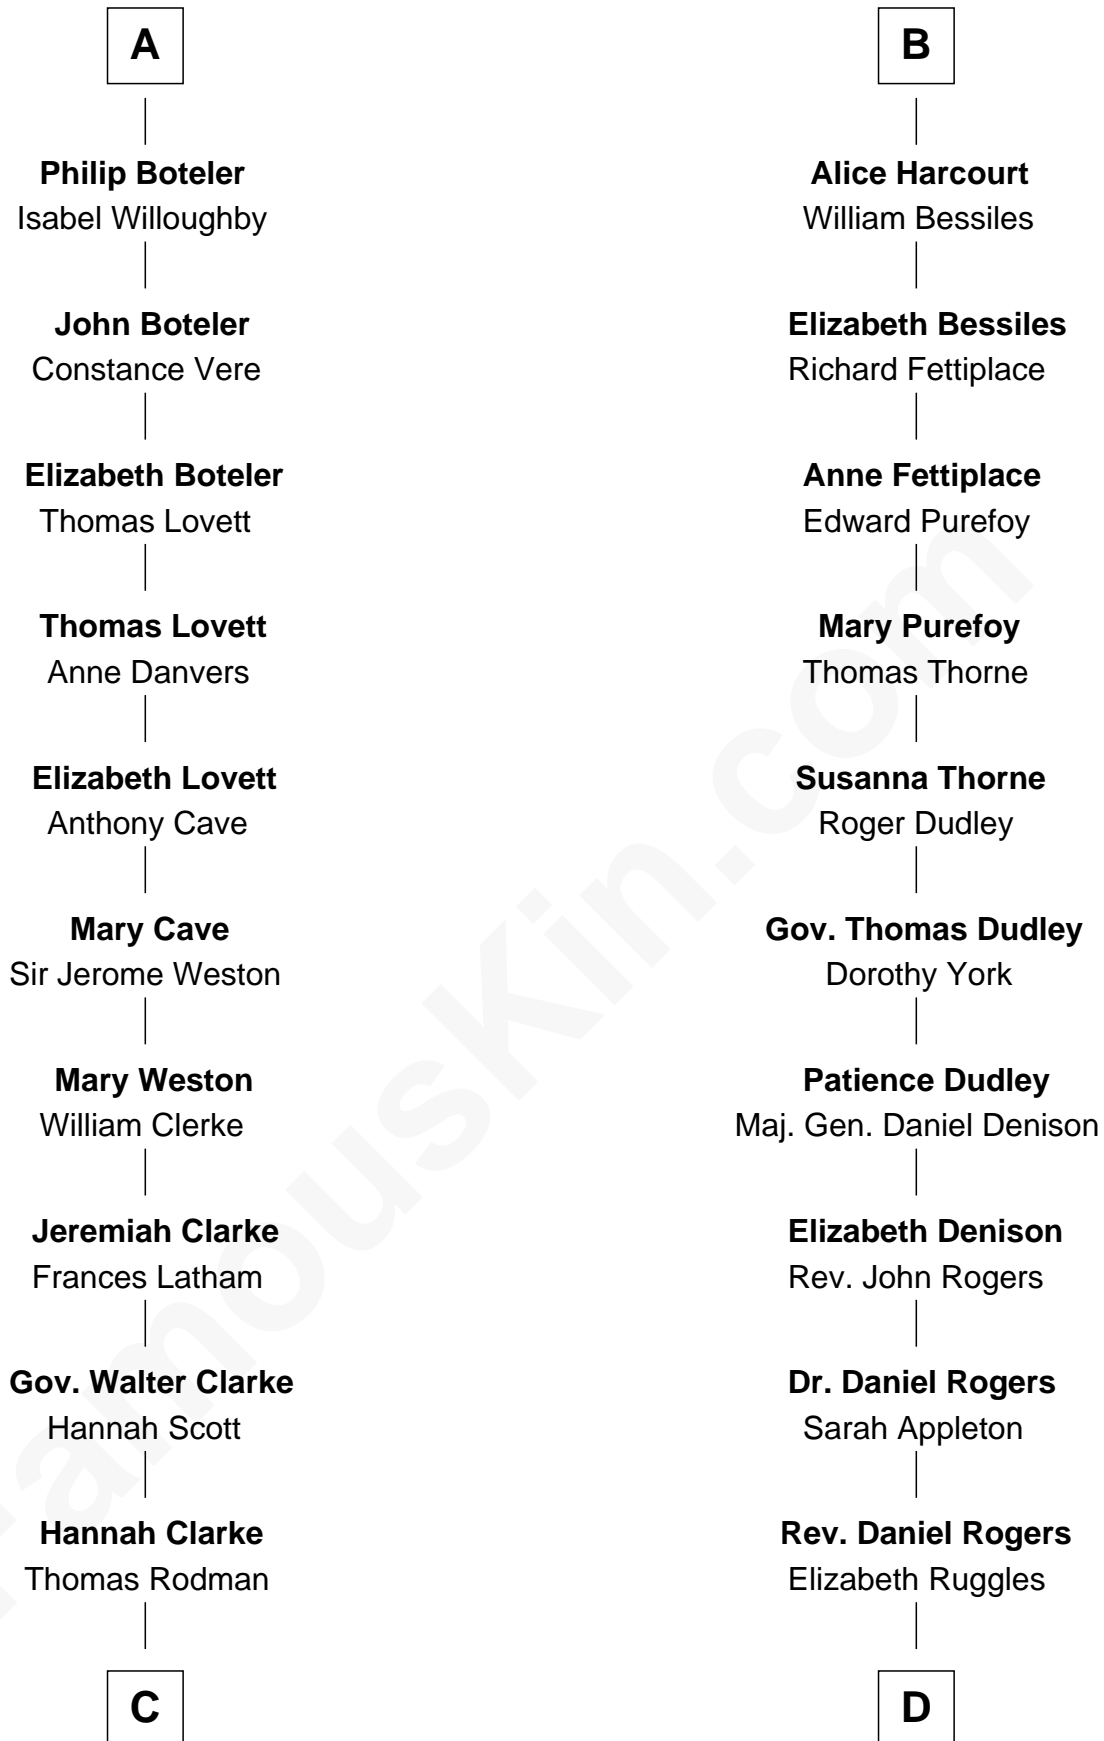 A
Philip Boteler
Isabel Willoughby
John Boteler
Constance Vere
Elizabeth Boteler
Thomas Lovett
Thomas Lovett
Anne Danvers
Elizabeth Lovett
Anthony Cave
Mary Cave
Sir Jerome Weston
Mary Weston
William Clerke
Jeremiah Clarke
Frances Latham
Gov. Walter Clarke
Hannah Scott
Hannah Clarke
Thomas Rodman
C
B
Alice Harcourt
William Bessiles
Elizabeth Bessiles
Richard Fettiplace
Anne Fettiplace
Edward Purefoy
Mary Purefoy
Thomas Thorne
Susanna Thorne
Roger Dudley
Gov. Thomas Dudley
Dorothy York
Patience Dudley
Maj. Gen. Daniel Denison
Elizabeth Denison
Rev. John Rogers
Dr. Daniel Rogers
Sarah Appleton
Rev. Daniel Rogers
Elizabeth Ruggles
D
FamousKin.com